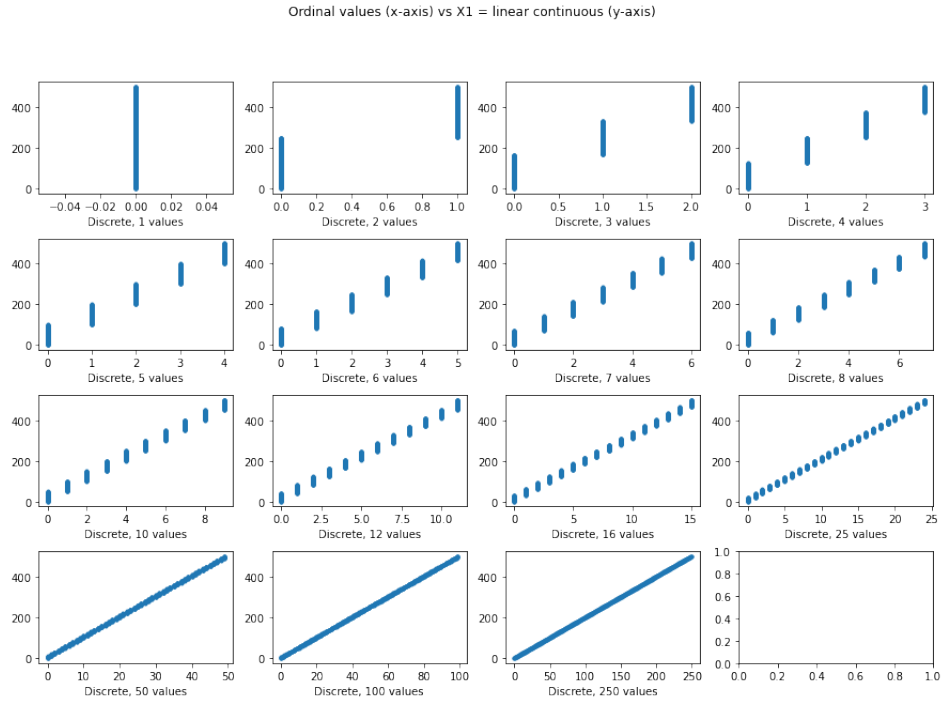 Ordinal values (x-axis) vs X1 = linear continuous (y-axis)
400
200
0
−0.04 −0.02 0.00 0.02 0.04
Discrete, 1 values
400
200
0
0.0 0.2 0.4 0.6 0.8 1.0
Discrete, 2 values
400
200
0
0.0 0.5 1.0 1.5 2.0
Discrete, 3 values
400
200
0
0 1 2 3
Discrete, 4 values
400
200
0
0 1 2 3 4
Discrete, 5 values
400
200
0
0 1 2 3 4 5
Discrete, 6 values
400
200
0
0 2 4 6
Discrete, 7 values
400
200
0
0 2 4 6
Discrete, 8 values
400
200
0
0 2 4 6 8
Discrete, 10 values
400
200
0
0.0 2.5 5.0 7.5 10.0
Discrete, 12 values
400
200
0
0 5 10 15
Discrete, 16 values
400
200
0
0 5 10 15 20 25
Discrete, 25 values
400
200
0
0 10 20 30 40 50
Discrete, 50 values
400
200
0
0 20 40 60 80 100
Discrete, 100 values
400
200
0
0 50 100 150 200 250
Discrete, 250 values
1.0
0.8
0.6
0.4
0.2
0.0
0.0 0.2 0.4 0.6 0.8 1.0